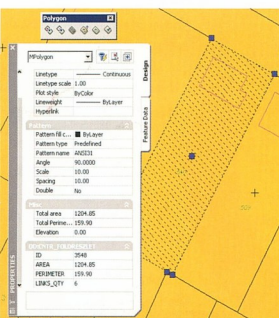 Polygon
MPolygon
Linetype Continuous
Linetype scale 1.00
Plot style ByColor
Lineweight ByLayer
Hyperlink
Pattern
Pattern fill c... ByLayer
Pattern type Predefined
Pattern name ANSI31
Angle 90.0000
Scale 10.00
Spacing 10.00
Double No
Misc
Total area 1204.85
Total Perime... 159.90
Elevation 0.00
ID 3548
AREA 1204.85
PERIMETER 159.90
LINKS_QTY 6
Design
Feature Data
PROPERTIES